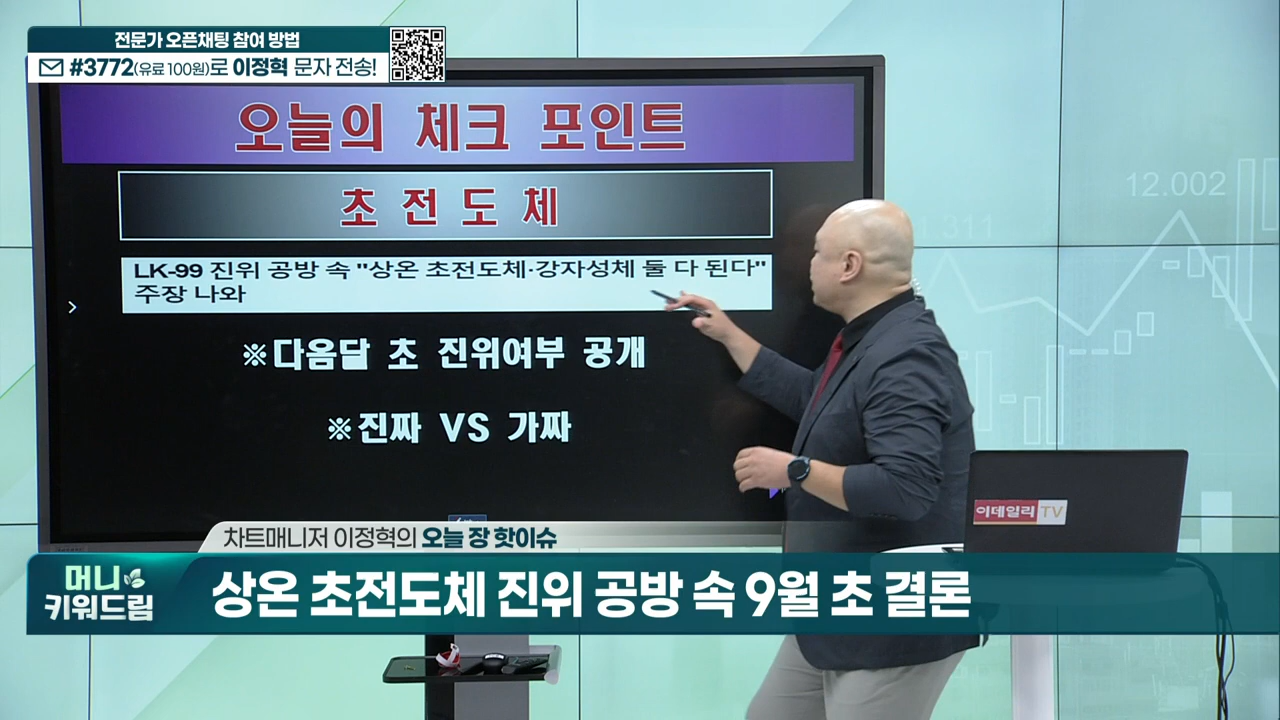 전문가 오픈채팅 참여 방법
#3772(유료 100원)로 이정혁 문자 전송!
오늘의 체크 포인트
초전도체
LK-99 진위 공방 속 "상온 초전도체·강자성체 둘 다 된다"
주장 나와
※다음달 초 진위여부 공개
※진짜 VS 가짜
12.002
311
이데일리TV
차트매니저 이정혁의 오늘 장 핫이슈
머니
키워드림
상온 초전도체 진위 공방 속 9월 초 결론